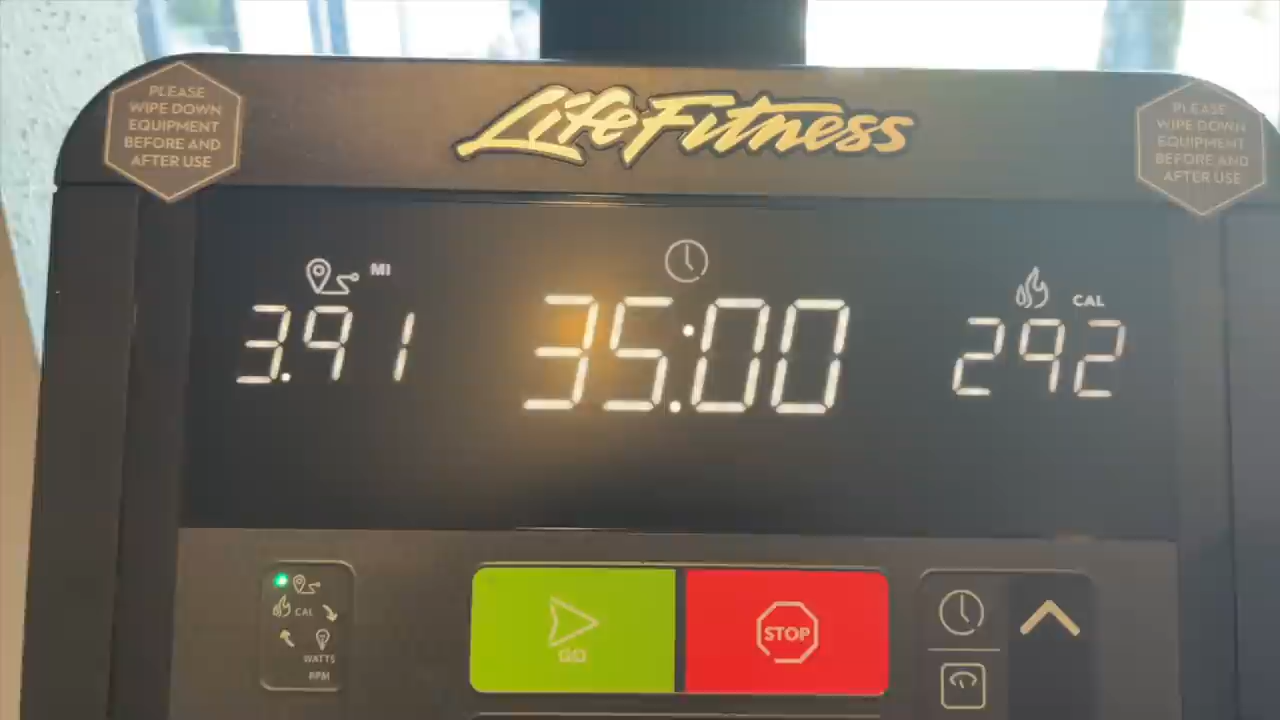 PLEASE
WIPE DOWN
EQUIPMENT
BEFORE AND
AFTER USE
LifeFitness
PLEASE
WIPE DOWN
EQUIPMENT
BEFORE AND
AFTER USE
MI
CAL
3.91
35:00
292
CAL
WATTS
RPM
GO
STOP